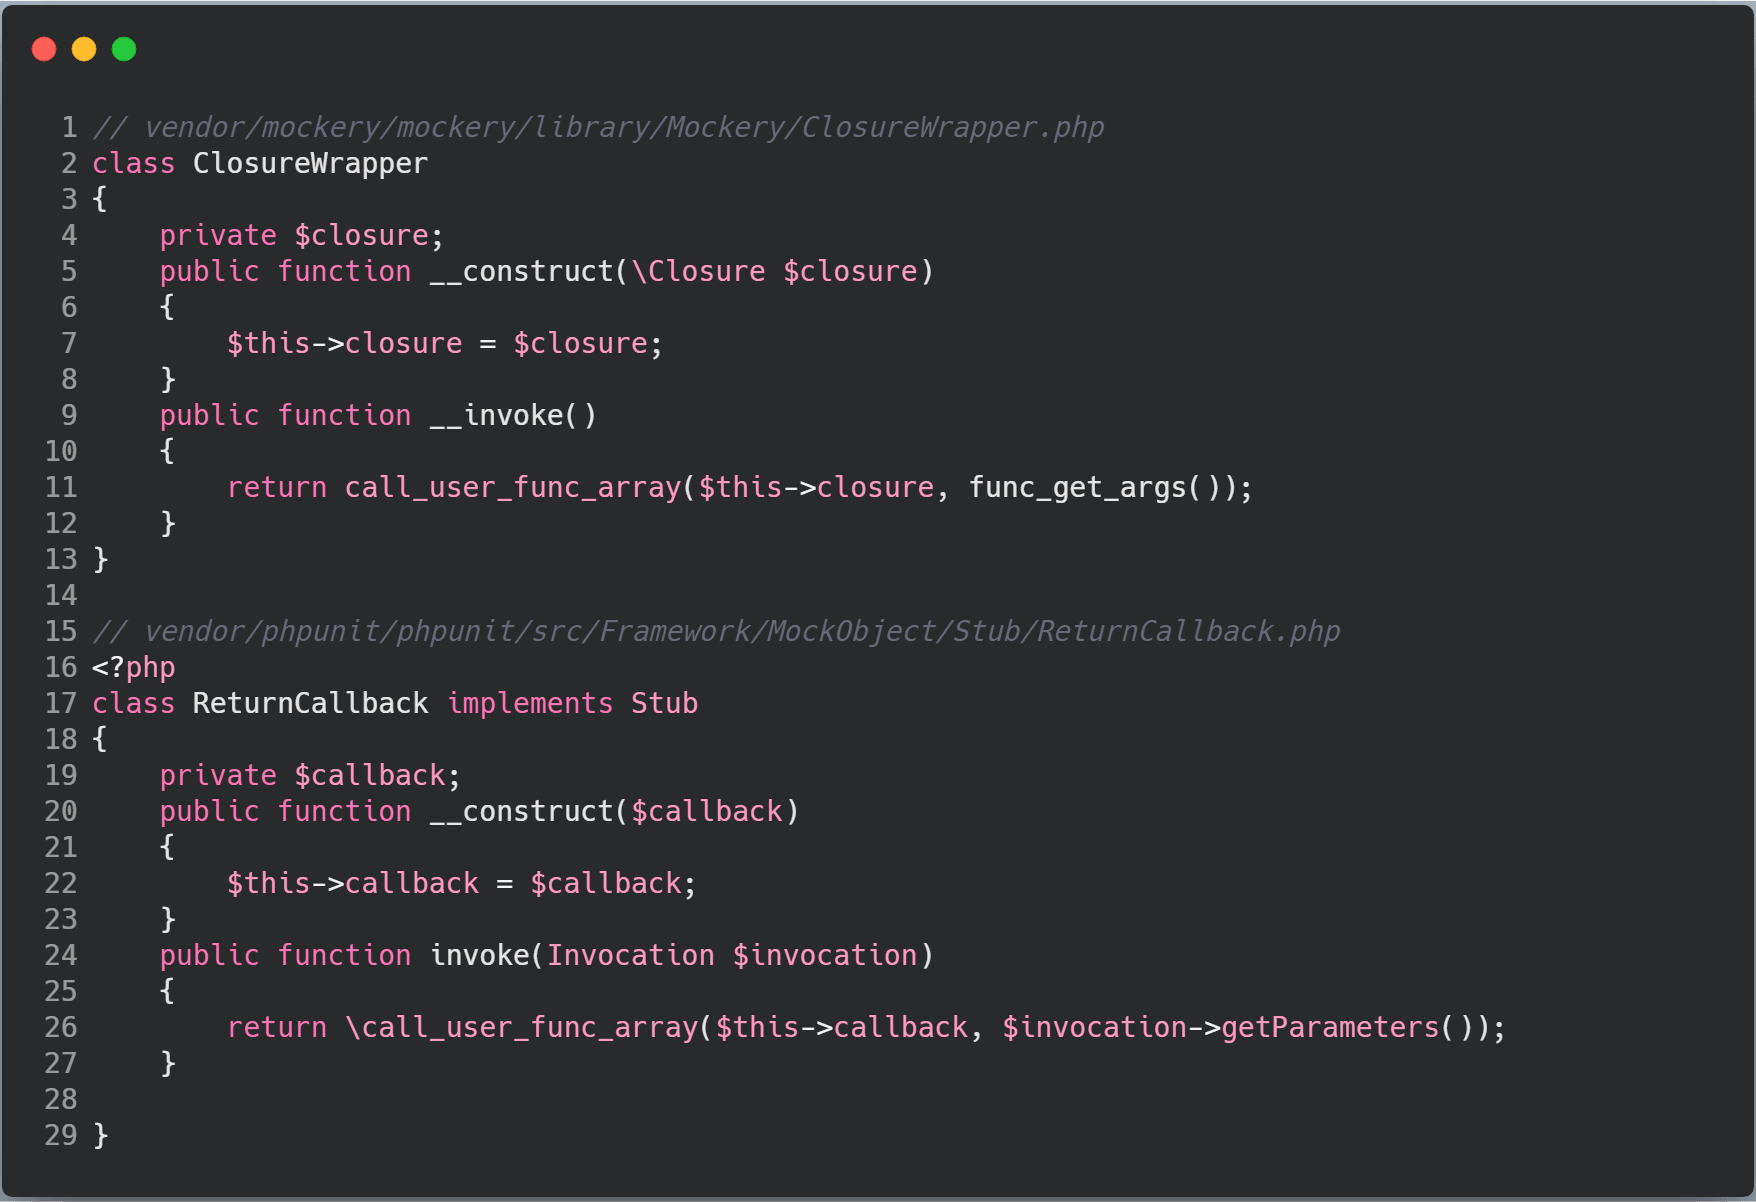 1 // vendor/mockery/mockery/library/Mockery/ClosureWrapper.php
2 class ClosureWrapper
3 {
4     private $closure;
5     public function __construct(\Closure $closure)
6     {
7         $this->closure = $closure;
8     }
9     public function __invoke()
10     {
11         return call_user_func_array($this->closure, func_get_args());
12     }
13 }
14
15 // vendor/phpunit/phpunit/src/Framework/MockObject/Stub/ReturnCallback.php
16 <?php
17 class ReturnCallback implements Stub
18 {
19     private $callback;
20     public function __construct($callback)
21     {
22         $this->callback = $callback;
23     }
24     public function invoke(Invocation $invocation)
25     {
26         return \call_user_func_array($this->callback, $invocation->getParameters());
27     }
28
29 }